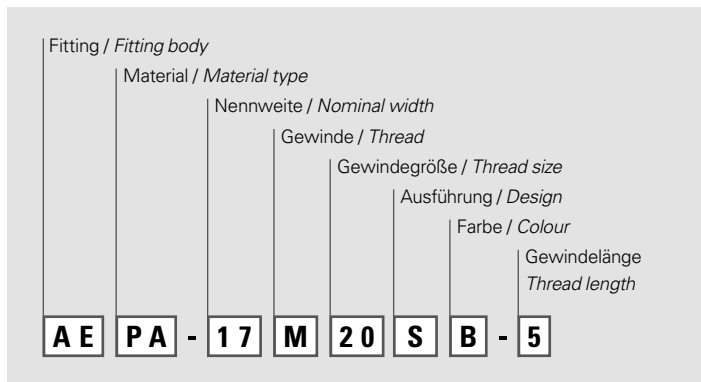 Fitting / Fitting body
Material / Material type
Nennweite / Nominal width
Gewinde / Thread
Gewindegröße / Thread size
Ausführung / Design
Farbe / Colour
Gewindelänge
Thread length
AE PA - 17 M 20 S B - 5